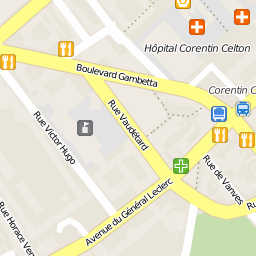 Hôpital Corentin Celton
Boulevard Gambetta
Corentin C
Rue Vaudétard
Rue Victor Hugo
Rue de Vanves
Avenue du Général Leclerc
Rue Horace Ver